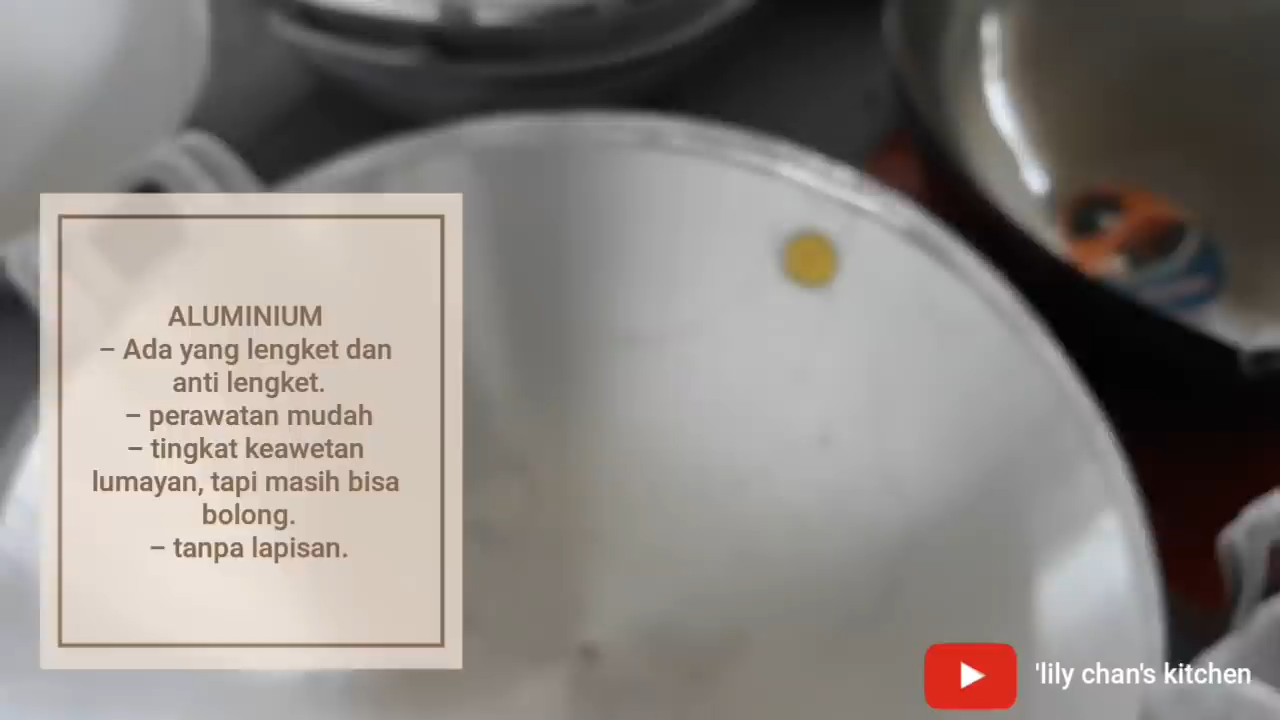 ALUMINIUM
– Ada yang lengket dan
anti lengket.
– perawatan mudah
– tingkat keawetan
lumayan, tapi masih bisa
bolong.
– tanpa lapisan.
'lily chan's kitchen